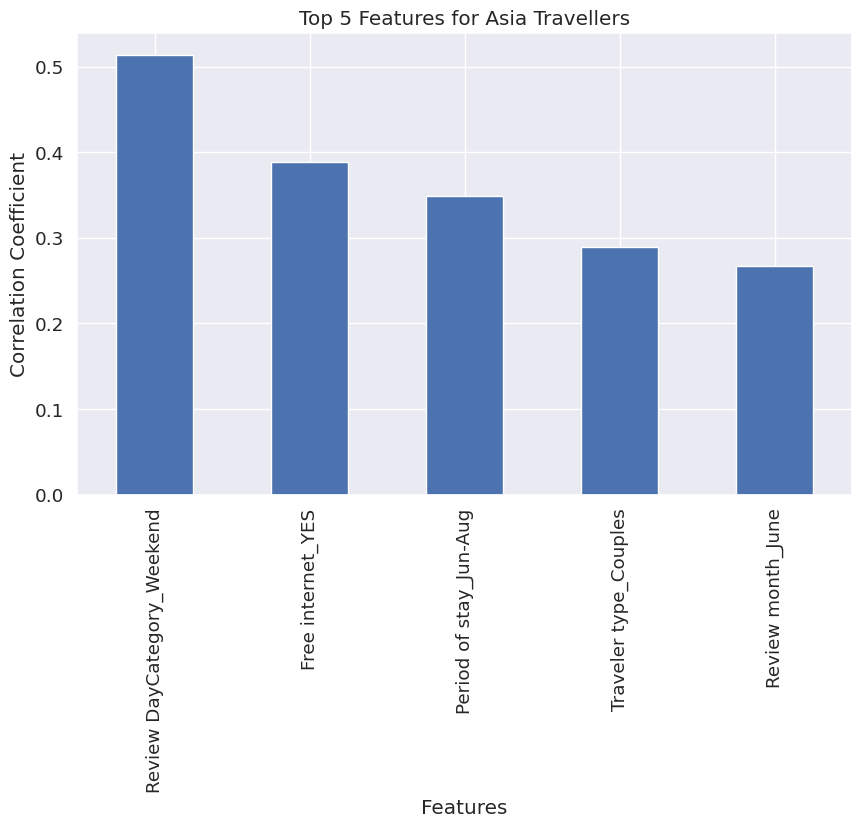 Top 5 Features for Asia Travellers
Correlation Coefficient
0.5
0.4
0.3
0.2
0.1
0.0
Review DayCategory_Weekend
Free internet_YES
Period of stay_Jun-Aug
Traveler type_Couples
Review month_June
Features